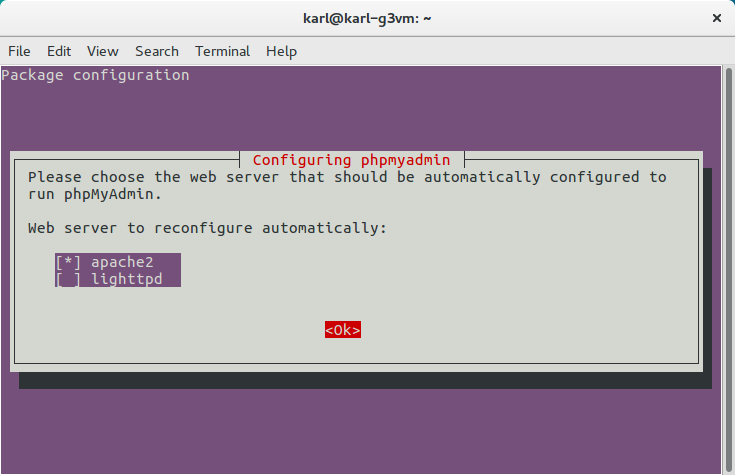 karl@karl-g3vm: ~
File Edit View Search Terminal Help
Package configuration
Configuring phpmyadmin
Please choose the web server that should be automatically configured to
run phpMyAdmin.
Web server to reconfigure automatically:
[*] apache2
[ ] lighttpd
<Ok>